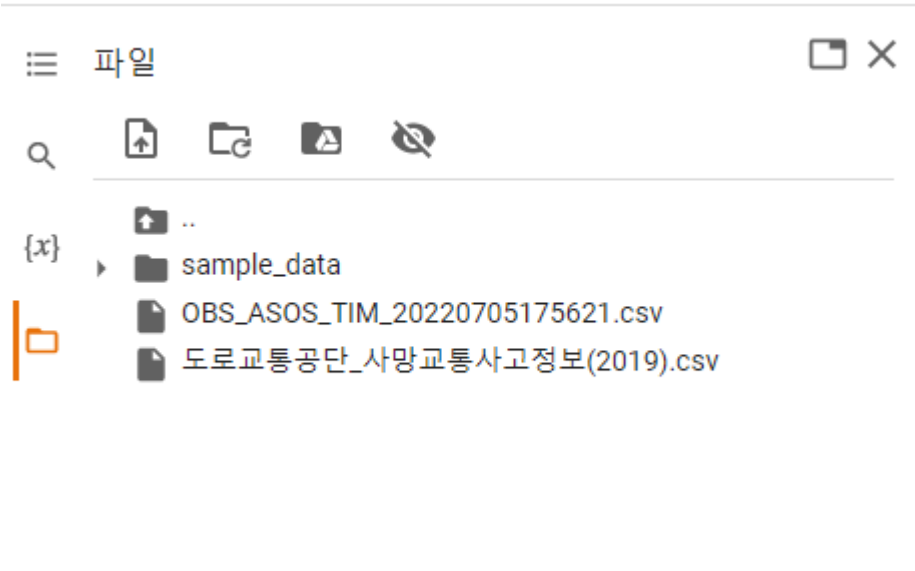 파일
{x}
..
sample_data
OBS_ASOS_TIM_20220705175621.csv
도로교통공단_사망교통사고정보(2019).csv